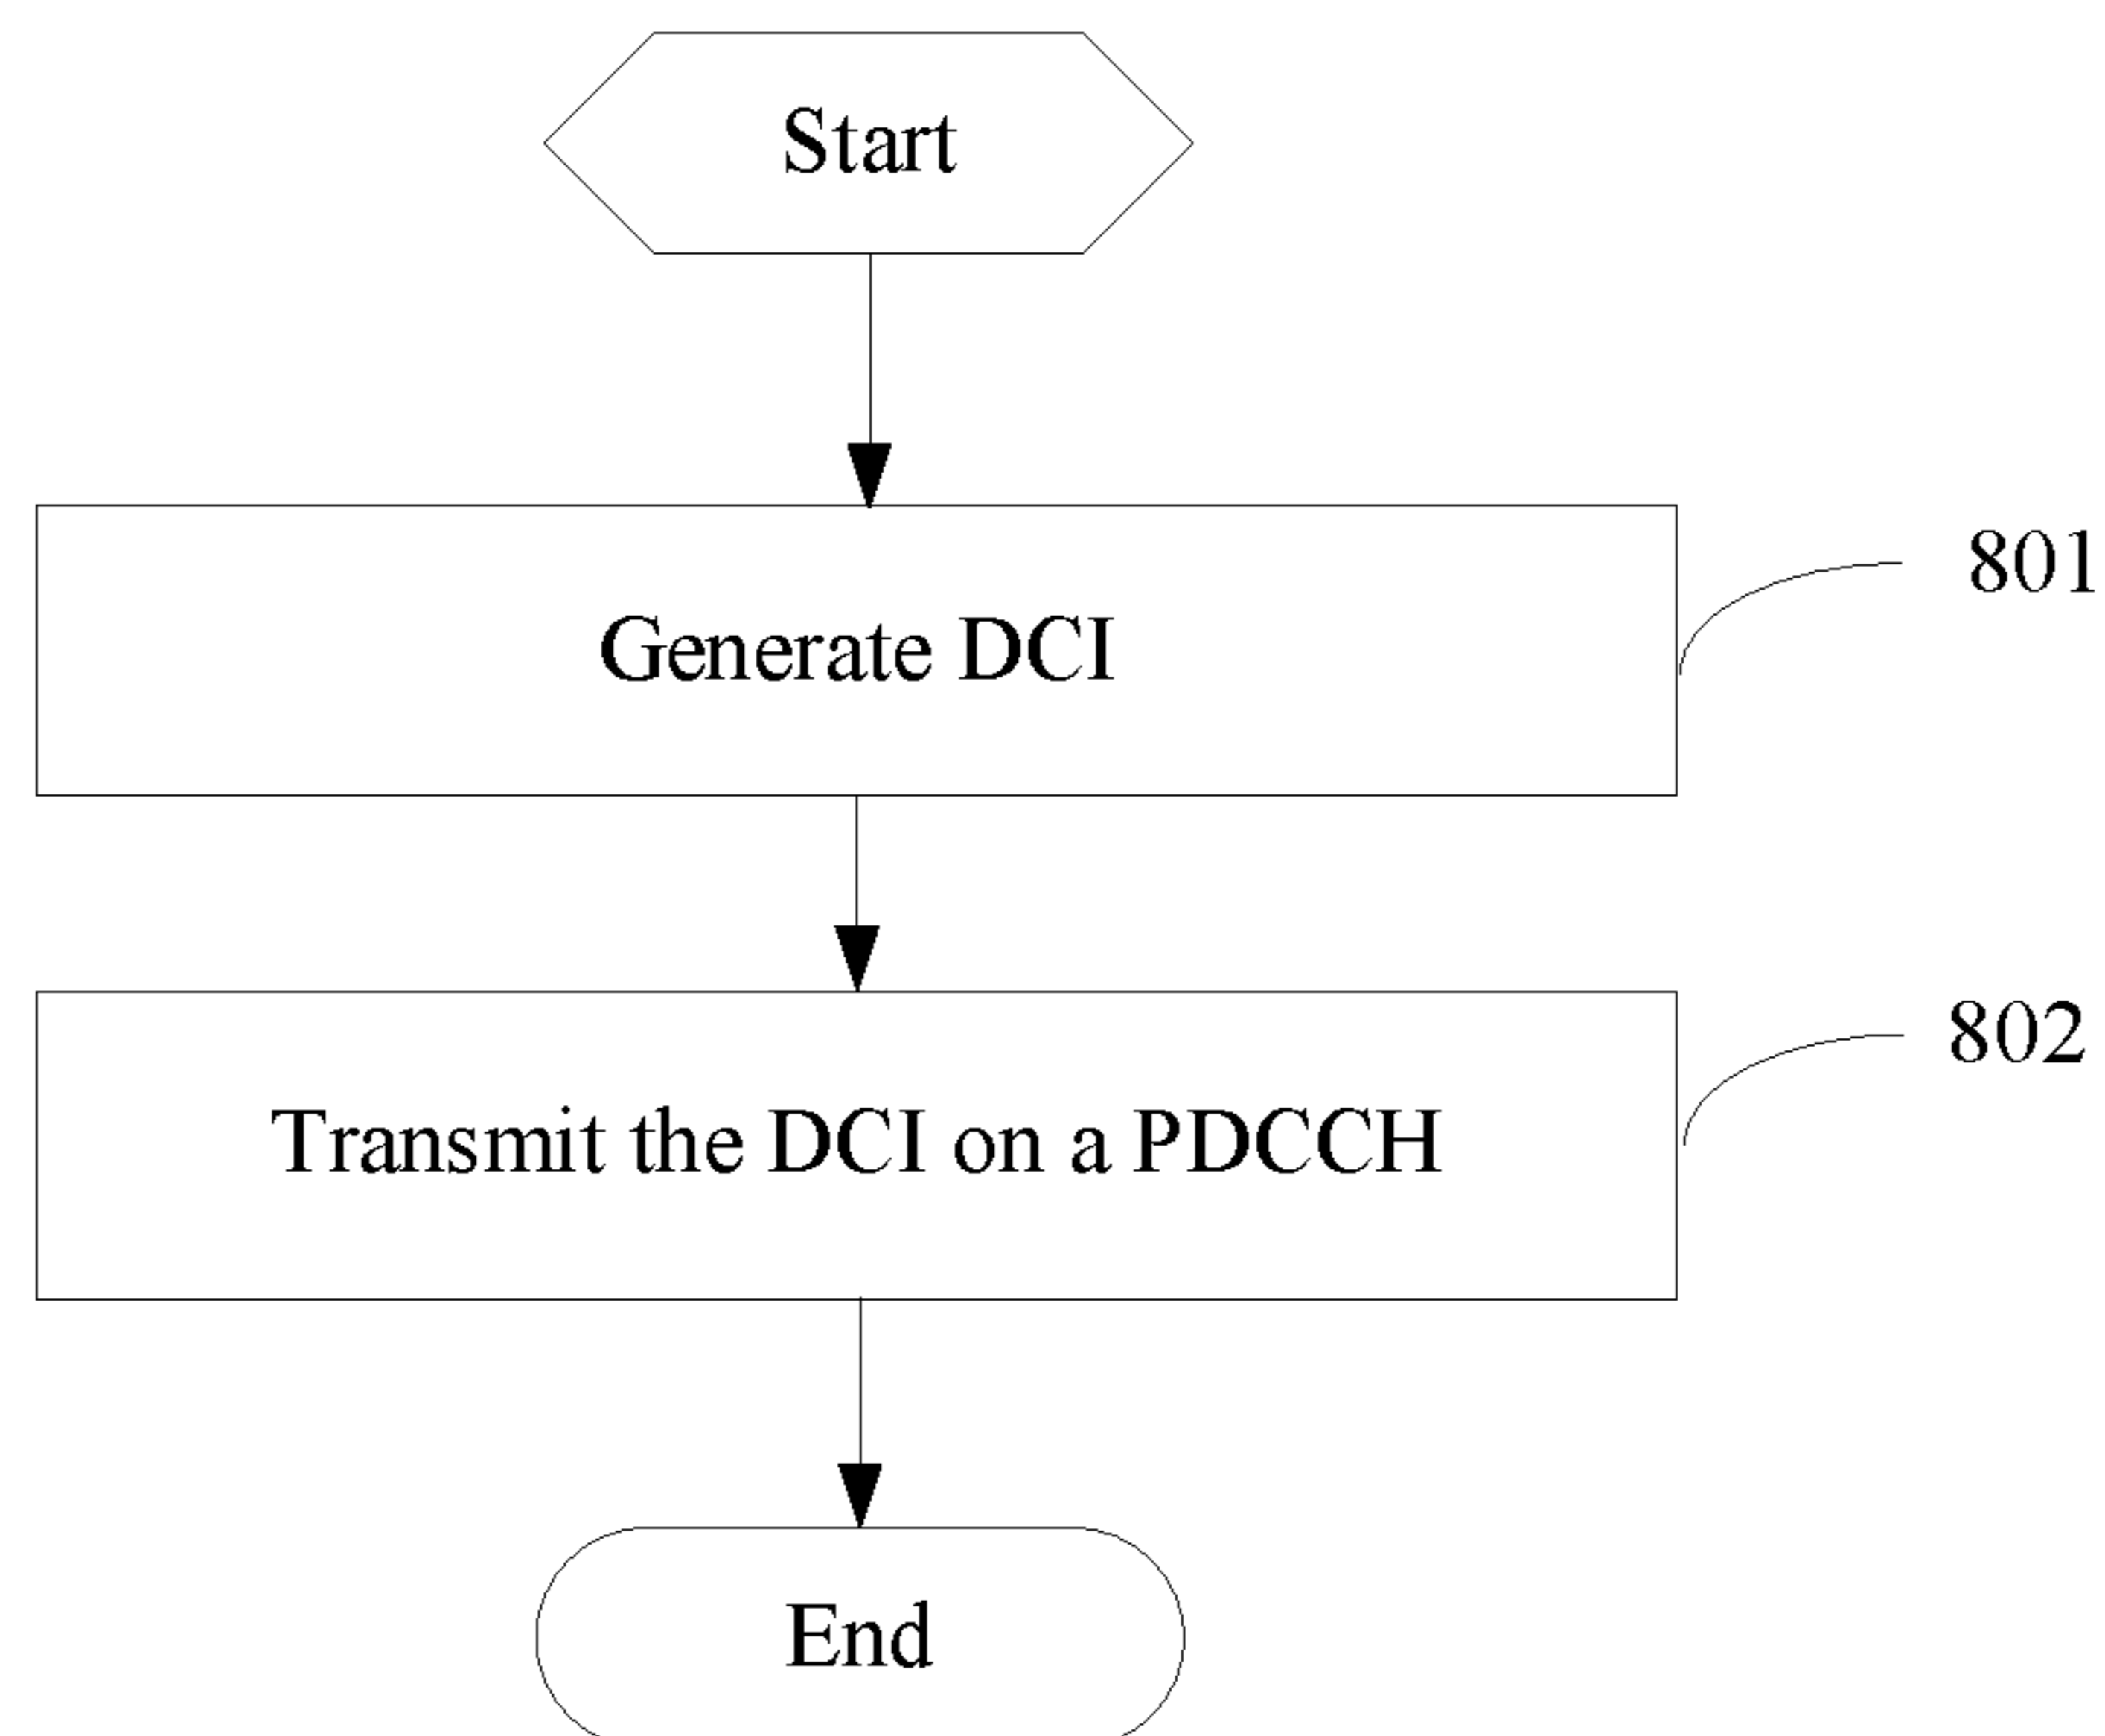 Start
Generate DCI
801
Transmit the DCI on a PDCCH
802
End